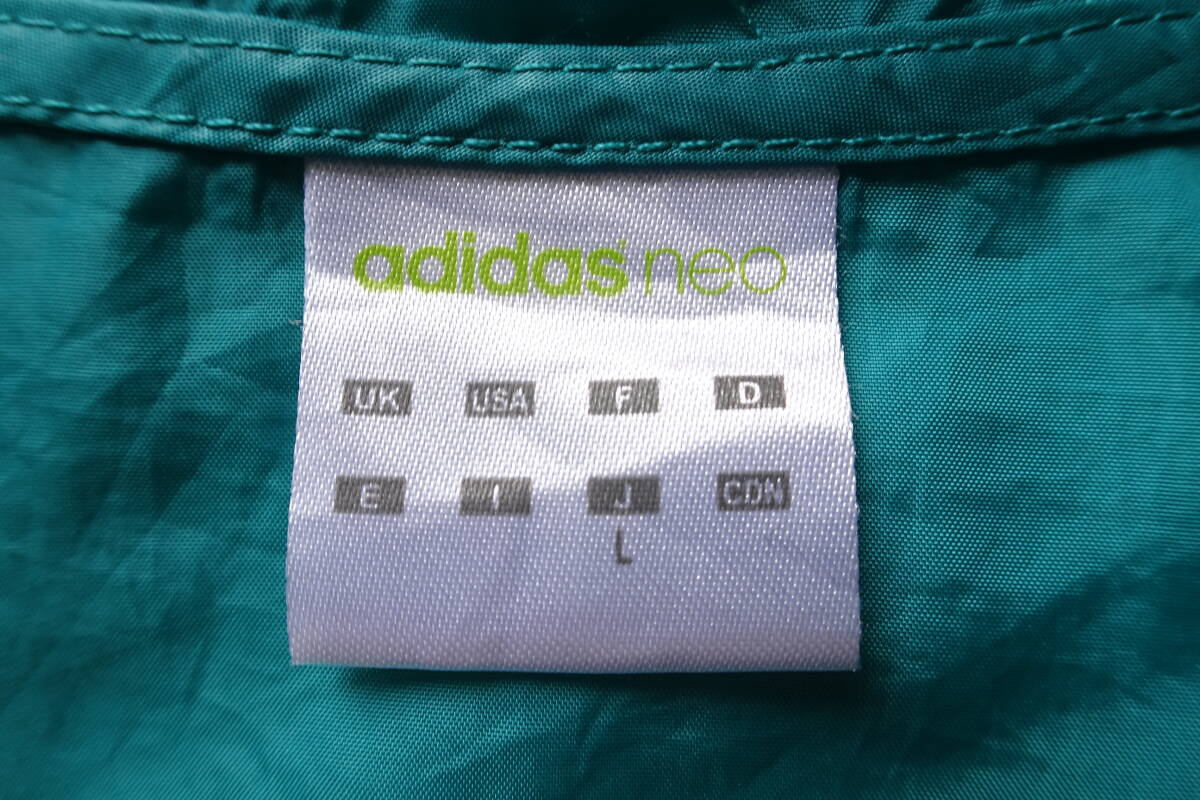 adidas neo
UK USA F D
E I J CDN
L